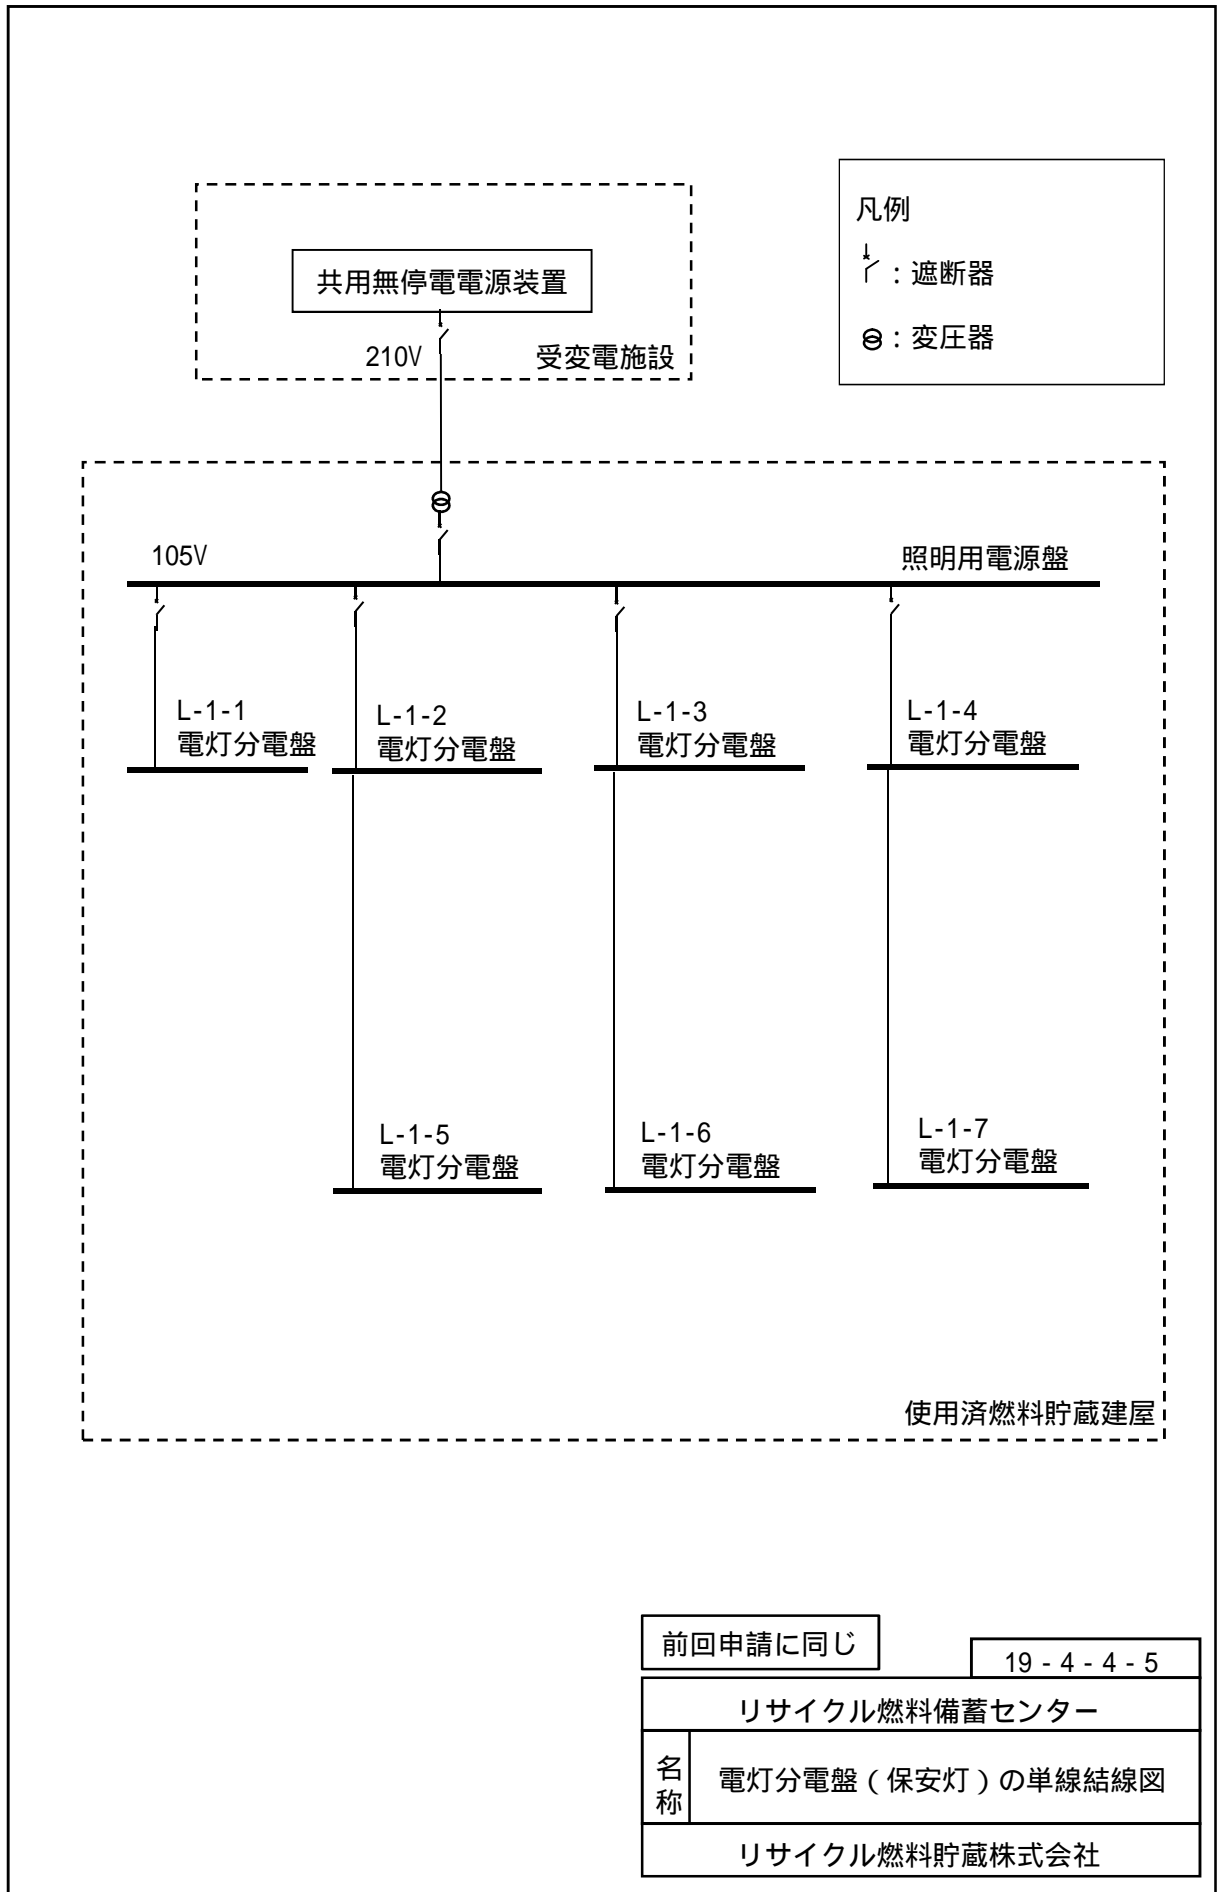 凡例
：遮断器
：変圧器
共用無停電電源装置
210V
受変電施設
105V
照明用電源盤
L-1-1
電灯分電盤
L-1-2
電灯分電盤
L-1-3
電灯分電盤
L-1-4
電灯分電盤
L-1-5
電灯分電盤
L-1-6
電灯分電盤
L-1-7
電灯分電盤
使用済燃料貯蔵建屋
前回申請に同じ
19 - 4 - 4 - 5
リサイクル燃料備蓄センター
名称
電灯分電盤（保安灯）の単線結線図
リサイクル燃料貯蔵株式会社